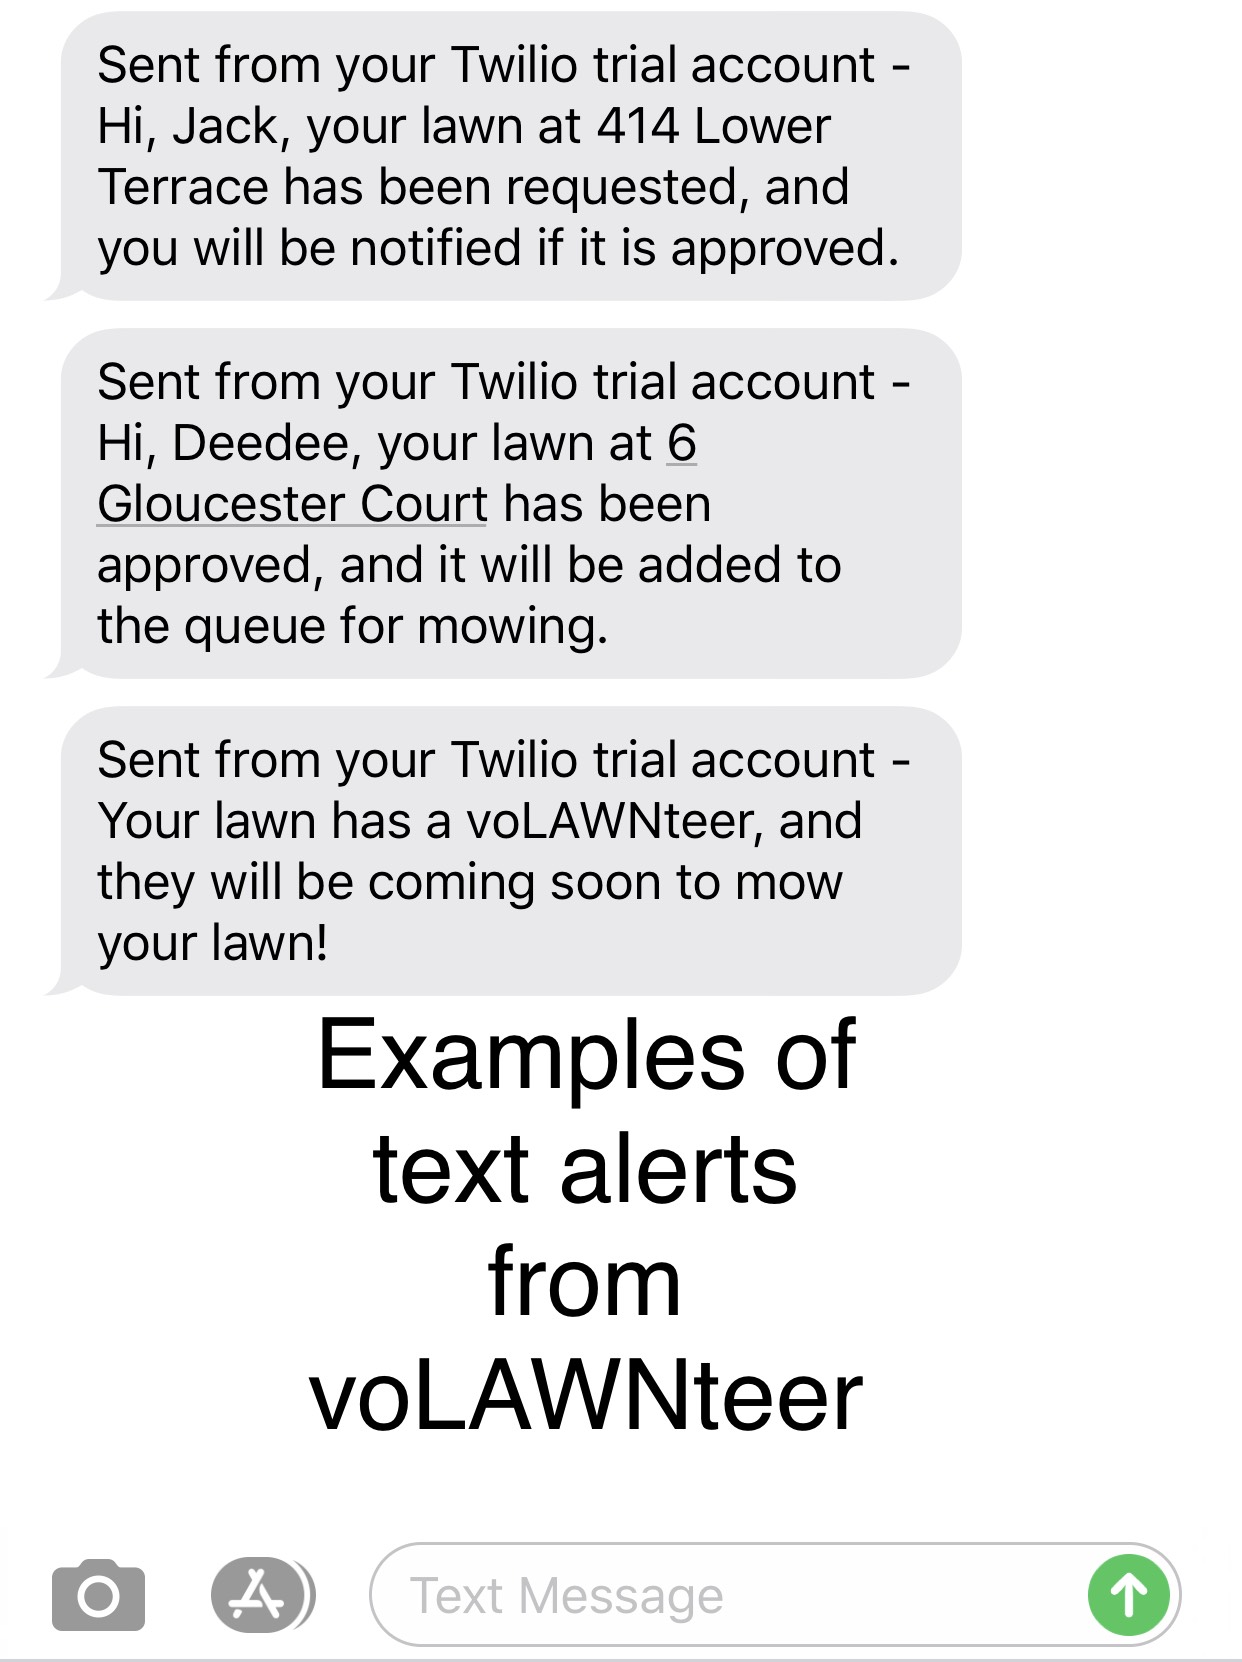 Sent from your Twilio trial account -
Hi, Jack, your lawn at 414 Lower
Terrace has been requested, and
you will be notified if it is approved.
Sent from your Twilio trial account -
Hi, Deedee, your lawn at 6
Gloucester Court has been
approved, and it will be added to
the queue for mowing.
Sent from your Twilio trial account -
Your lawn has a voLAWNteer, and
they will be coming soon to mow
your lawn!
Examples of
text alerts
from
voLAWNteer
Text Message